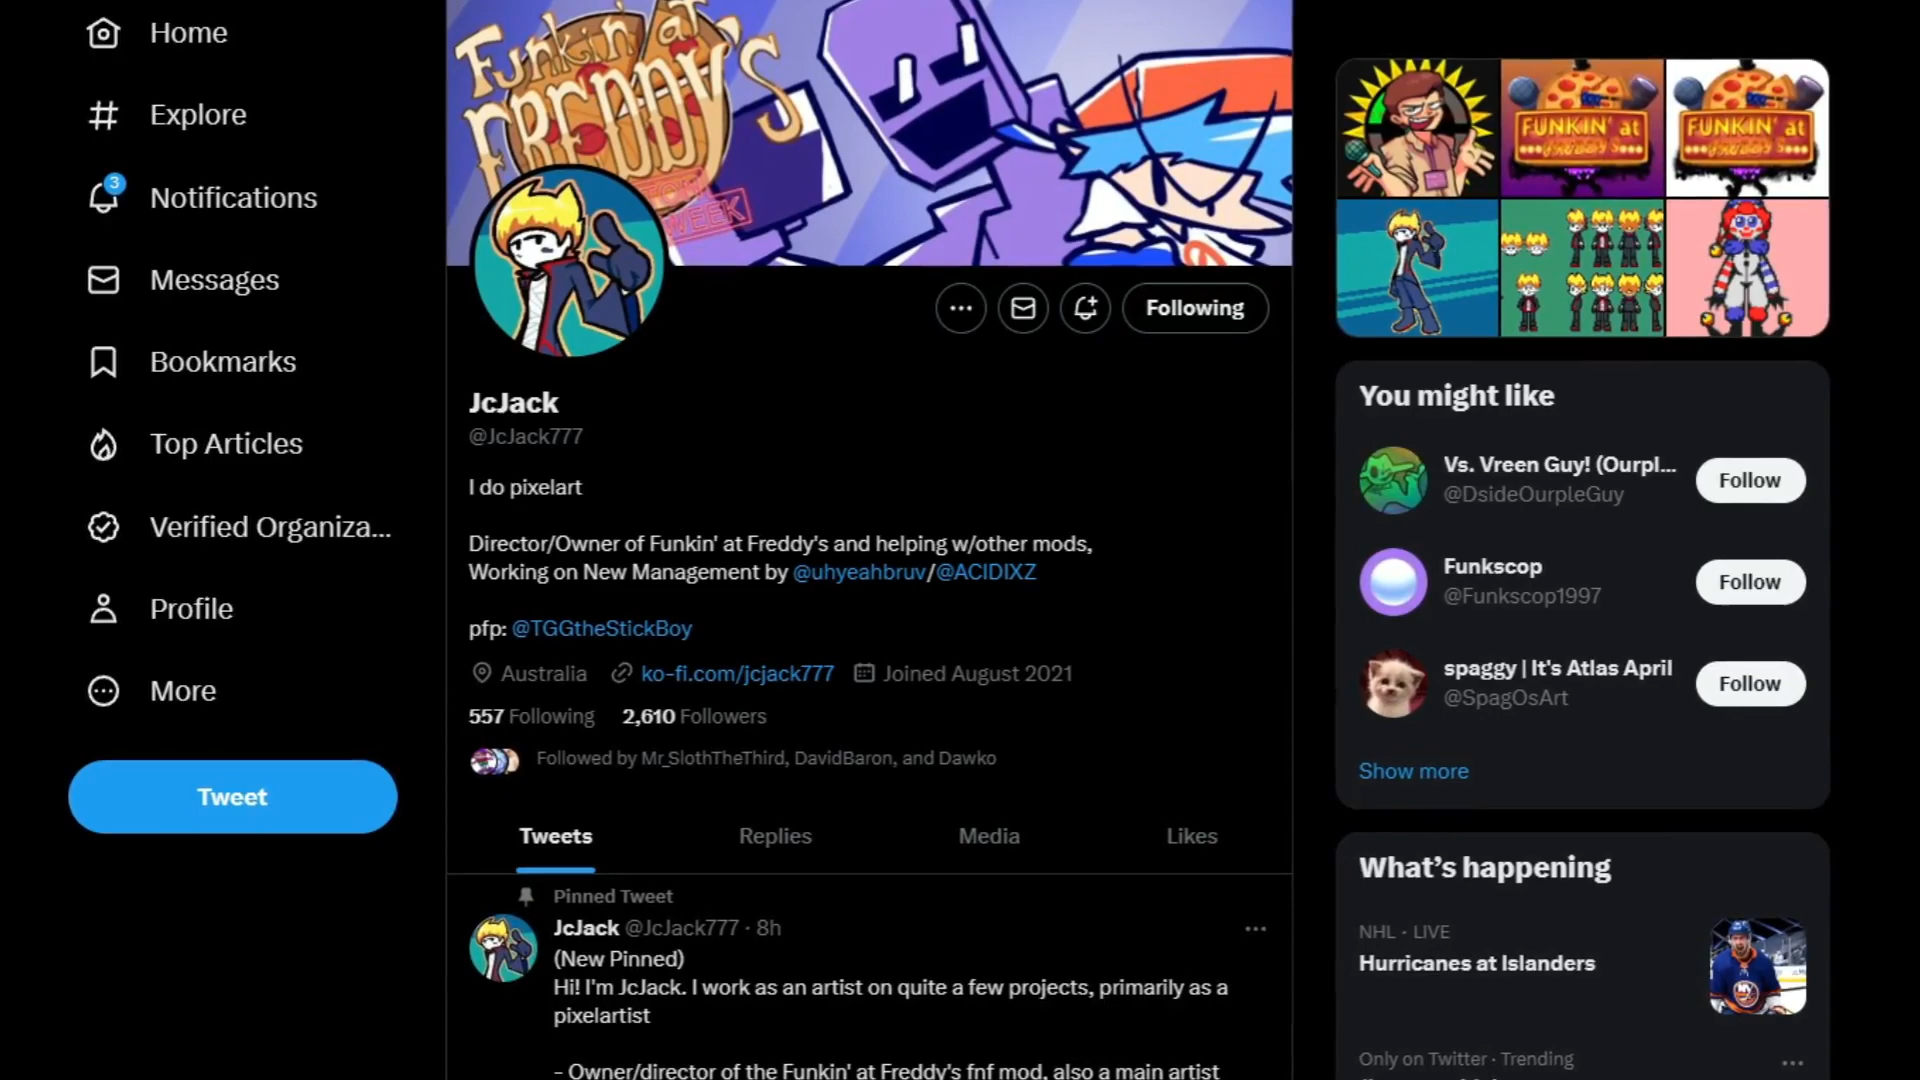 Home
Explore
3
Notifications
Messages
Bookmarks
Top Articles
Verified Organiza...
Profile
More
Tweet
Funkin' at
FREDDY'S
WEEK
Following
JcJack
@JcJack777
I do pixelart
Director/Owner of Funkin' at Freddy's and helping w/other mods,
Working on New Management by @uhyeahbruv/@ACIDIXZ
pfp: @TGGtheStickBoy
Australia ko-fi.com/jcjack777 Joined August 2021
557 Following 2,610 Followers
Followed by Mr_SlothTheThird, DavidBaron, and Dawko
Tweets Replies Media Likes
Pinned Tweet
JcJack @JcJack777 · 8h
(New Pinned)
Hi! I'm JcJack. I work as an artist on quite a few projects, primarily as a
pixelartist
- Owner/director of the Funkin' at Freddy's fnf mod, also a main artist
FUNKIN' at
FUNKIN' at
You might like
Vs. Vreen Guy! (Ourpl...
@DsideOurpleGuy
Follow
Funkscop
@Funkscop1997
Follow
spaggy | It's Atlas April
@SpagOsArt
Follow
Show more
What's happening
NHL · LIVE
Hurricanes at Islanders
Only on Twitter · Trending